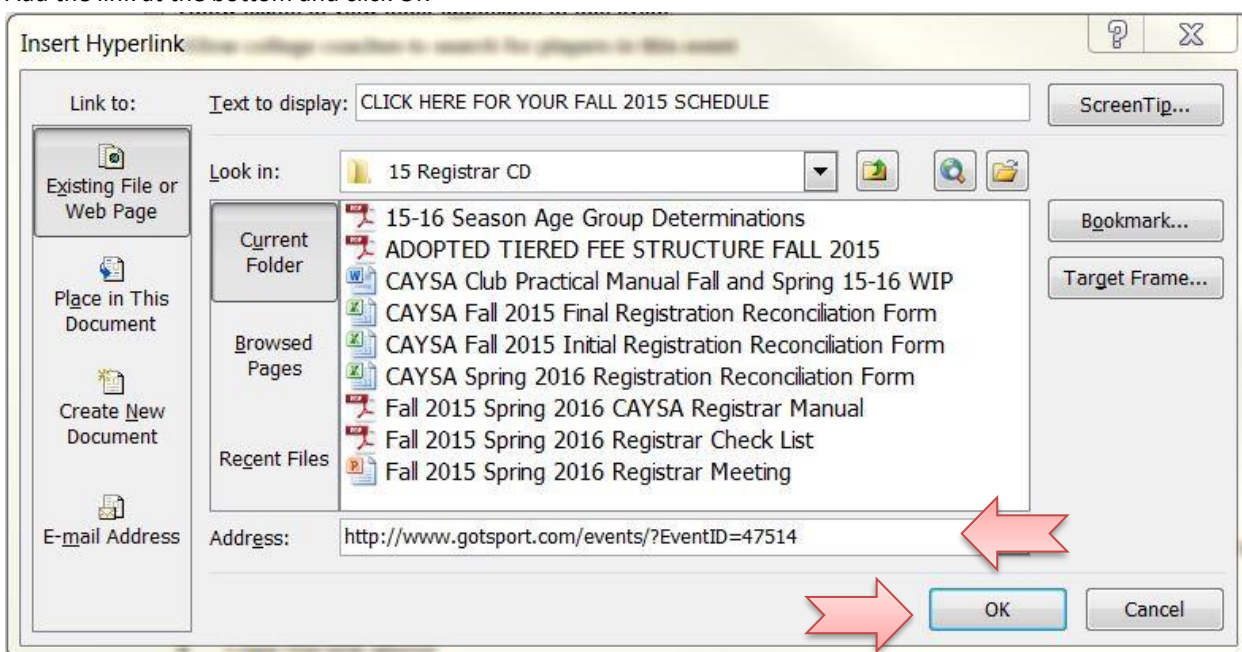 Add the link at the bottom and click OK
Insert Hyperlink
Link to:
Text to display: CLICK HERE FOR YOUR FALL 2015 SCHEDULE
ScreenTip...
Existing File or
Web Page
Look in: 15 Registrar CD
Current
Folder
15-16 Season Age Group Determinations
ADOPTED TIERED FEE STRUCTURE FALL 2015
CAYSA Club Practical Manual Fall and Spring 15-16 WIP
CAYSA Fall 2015 Final Registration Reconciliation Form
CAYSA Fall 2015 Initial Registration Reconciliation Form
CAYSA Spring 2016 Registration Reconciliation Form
Fall 2015 Spring 2016 CAYSA Registrar Manual
Fall 2015 Spring 2016 Registrar Check List
Fall 2015 Spring 2016 Registrar Meeting
Bookmark...
Target Frame...
Place in This
Document
Browsed
Pages
Create New
Document
Recent Files
E-mail Address
Address: http://www.gotsport.com/events/?EventID=47514
OK
Cancel